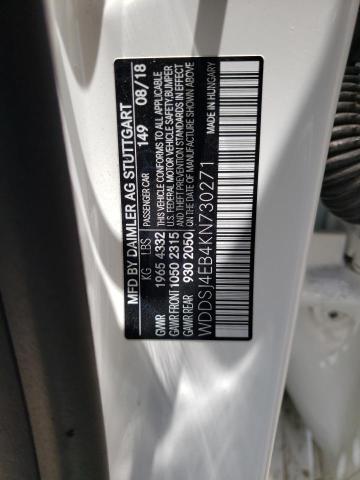 MFD BY DAIMLER AG STUTTGART
PASSENGER CAR 149 08/18
KG LBS
GVWR 1965 4332
GAWR FRONT 1050 2315
GAWR REAR 930 2050
THIS VEHICLE CONFORMS TO ALL APPLICABLE
U.S. FEDERAL MOTOR VEHICLE SAFETY, BUMPER
AND THEFT PREVENTION STANDARDS IN EFFECT
ON THE DATE OF MANUFACTURE SHOWN ABOVE
WDDSJ4EB4KN730271
MADE IN HUNGARY